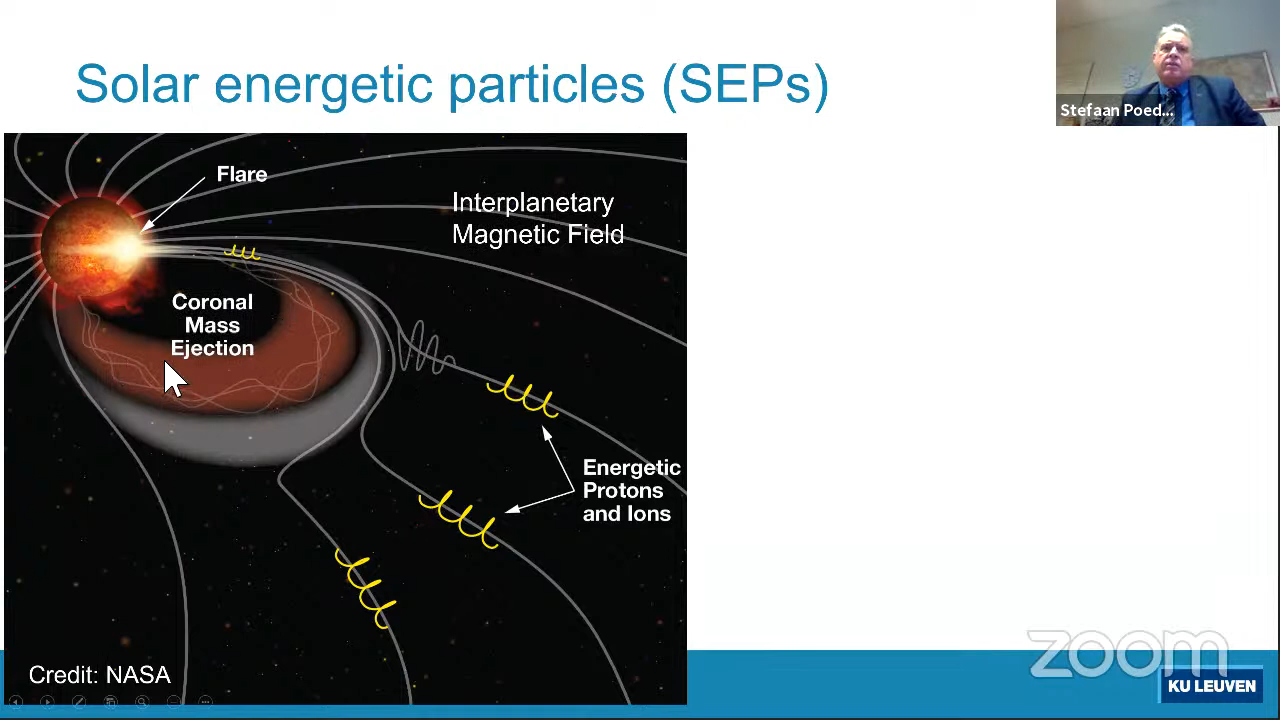 Solar energetic particles (SEPs)
Stefaan Poed...
Flare
Interplanetary
Magnetic Field
Coronal
Mass
Ejection
Energetic
Protons
and Ions
Credit: NASA
zoom
KU LEUVEN